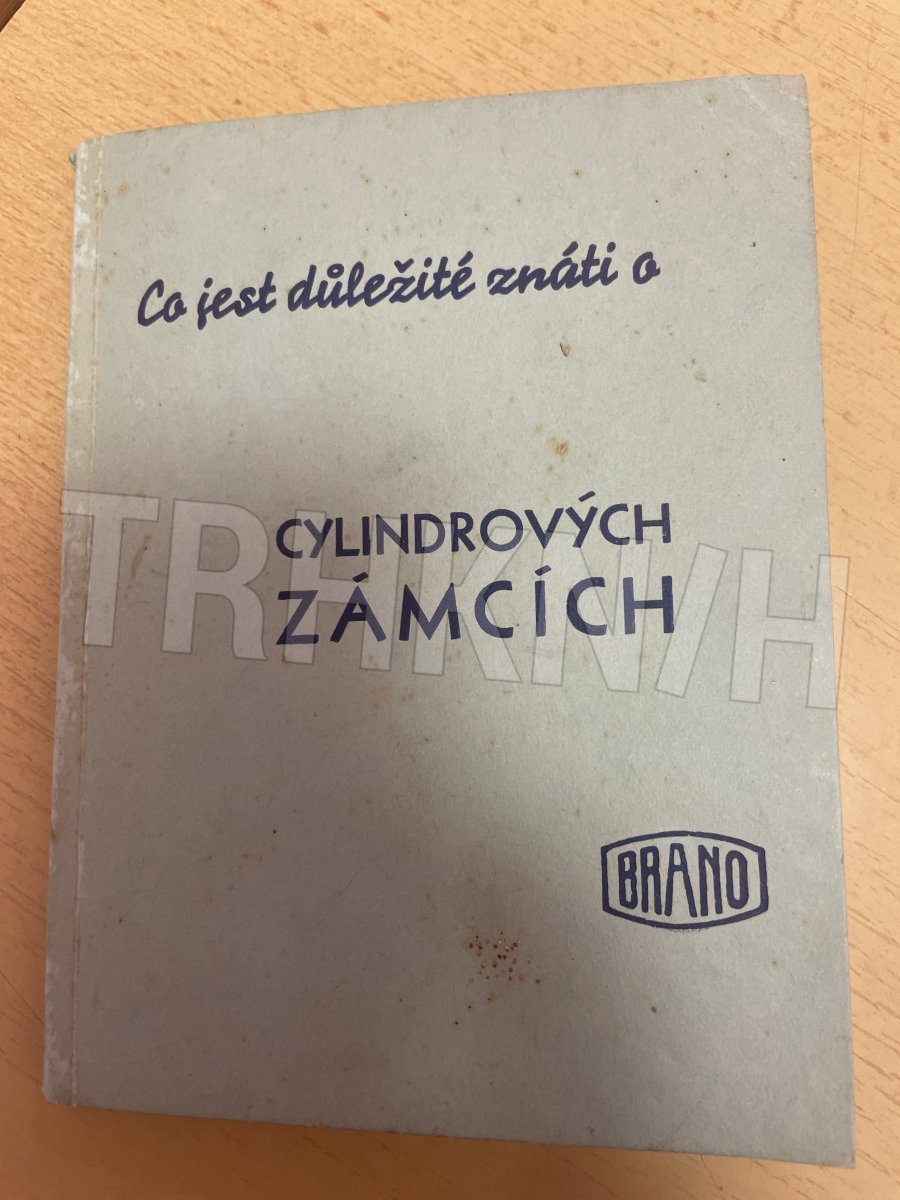 Co jest důležité znáti o
CYLINDROVÝCH
ZÁMCÍCH
TRHKNIH
BRANO